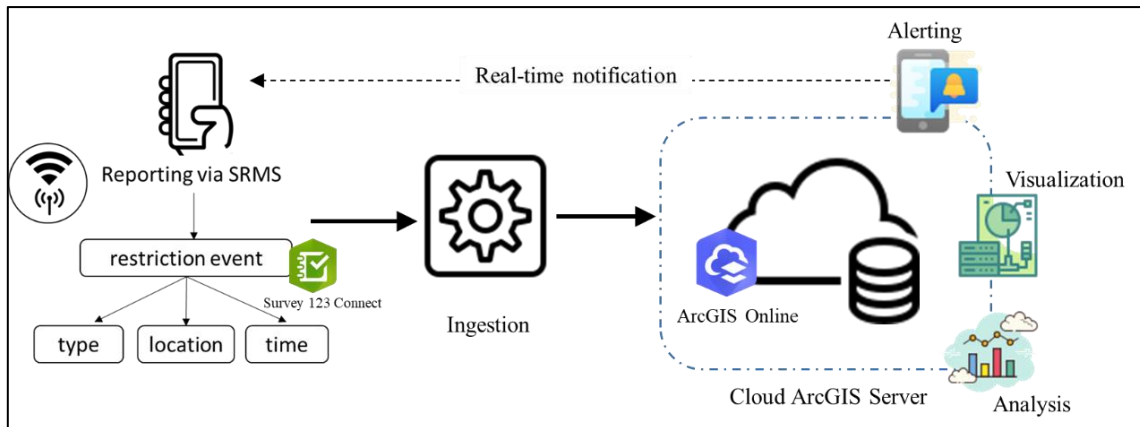 Alerting
Real-time notification
Reporting via SRMS
Visualization
restriction event
Survey 123 Connect
ArcGIS Online
Ingestion
type
location
time
Cloud ArcGIS Server
Analysis